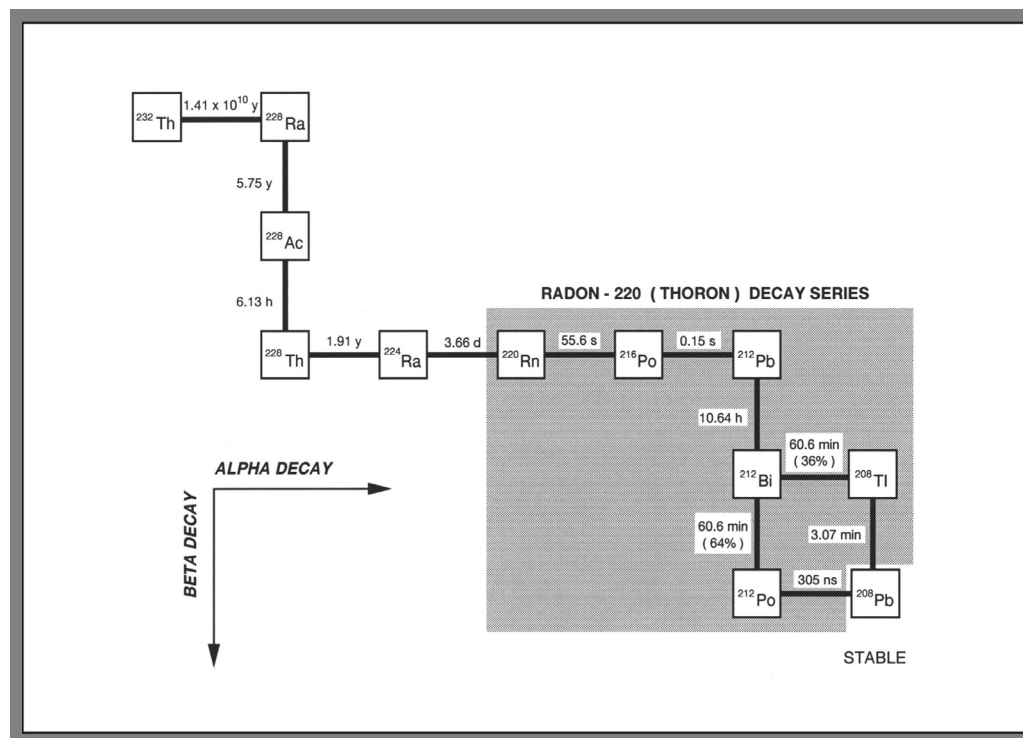 1.41 x 10¹⁰ y
²³²Th
²²⁸Ra
5.75 y
²²⁸Ac
6.13 h
RADON - 220 ( THORON ) DECAY SERIES
1.91 y
3.66 d
55.6 s
0.15 s
²²⁸Th
²²⁴Ra
²²⁰Rn
²¹⁶Po
²¹²Pb
10.64 h
60.6 min
( 36% )
ALPHA DECAY
²¹²Bi
²⁰⁸Tl
BETA DECAY
60.6 min
( 64% )
3.07 min
305 ns
²¹²Po
²⁰⁸Pb
STABLE